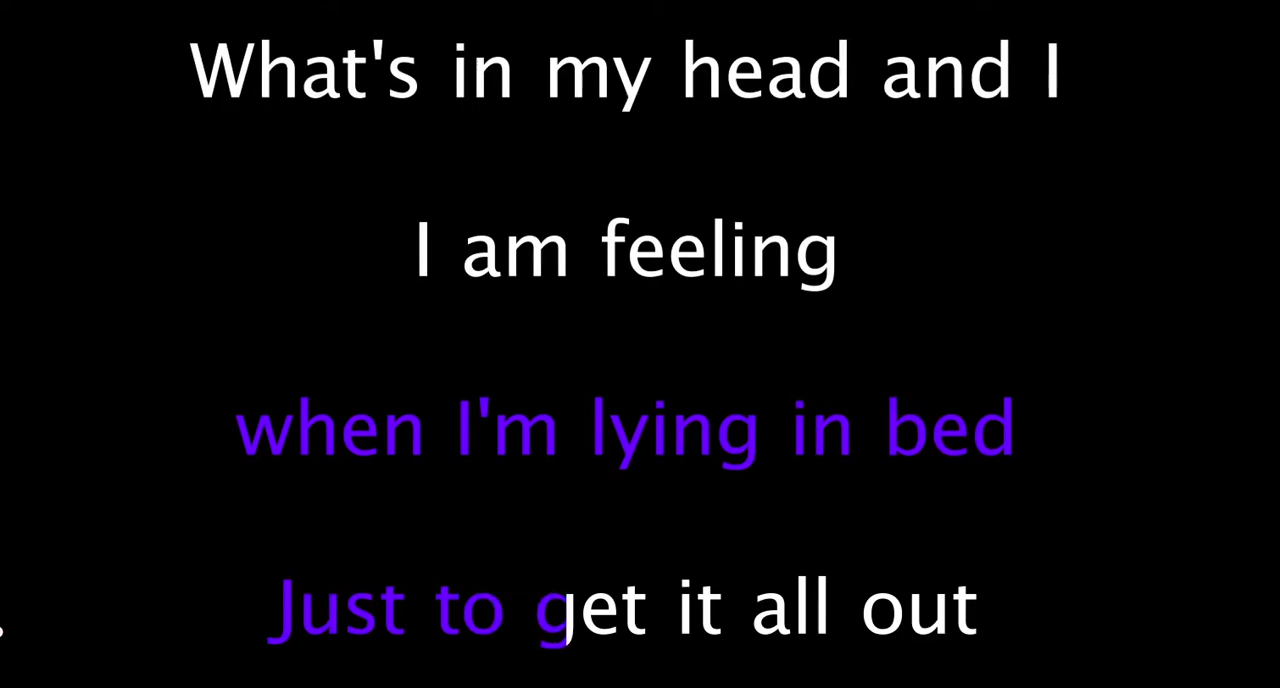 What's in my head and I
I am feeling
when I'm lying in bed
Just to get it all out